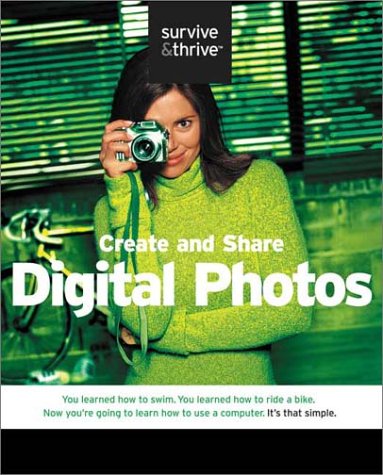 survive
&thrive™
Create and Share
Digital Photos
You learned how to swim. You learned how to ride a bike.
Now you're going to learn how to use a computer. It's that simple.